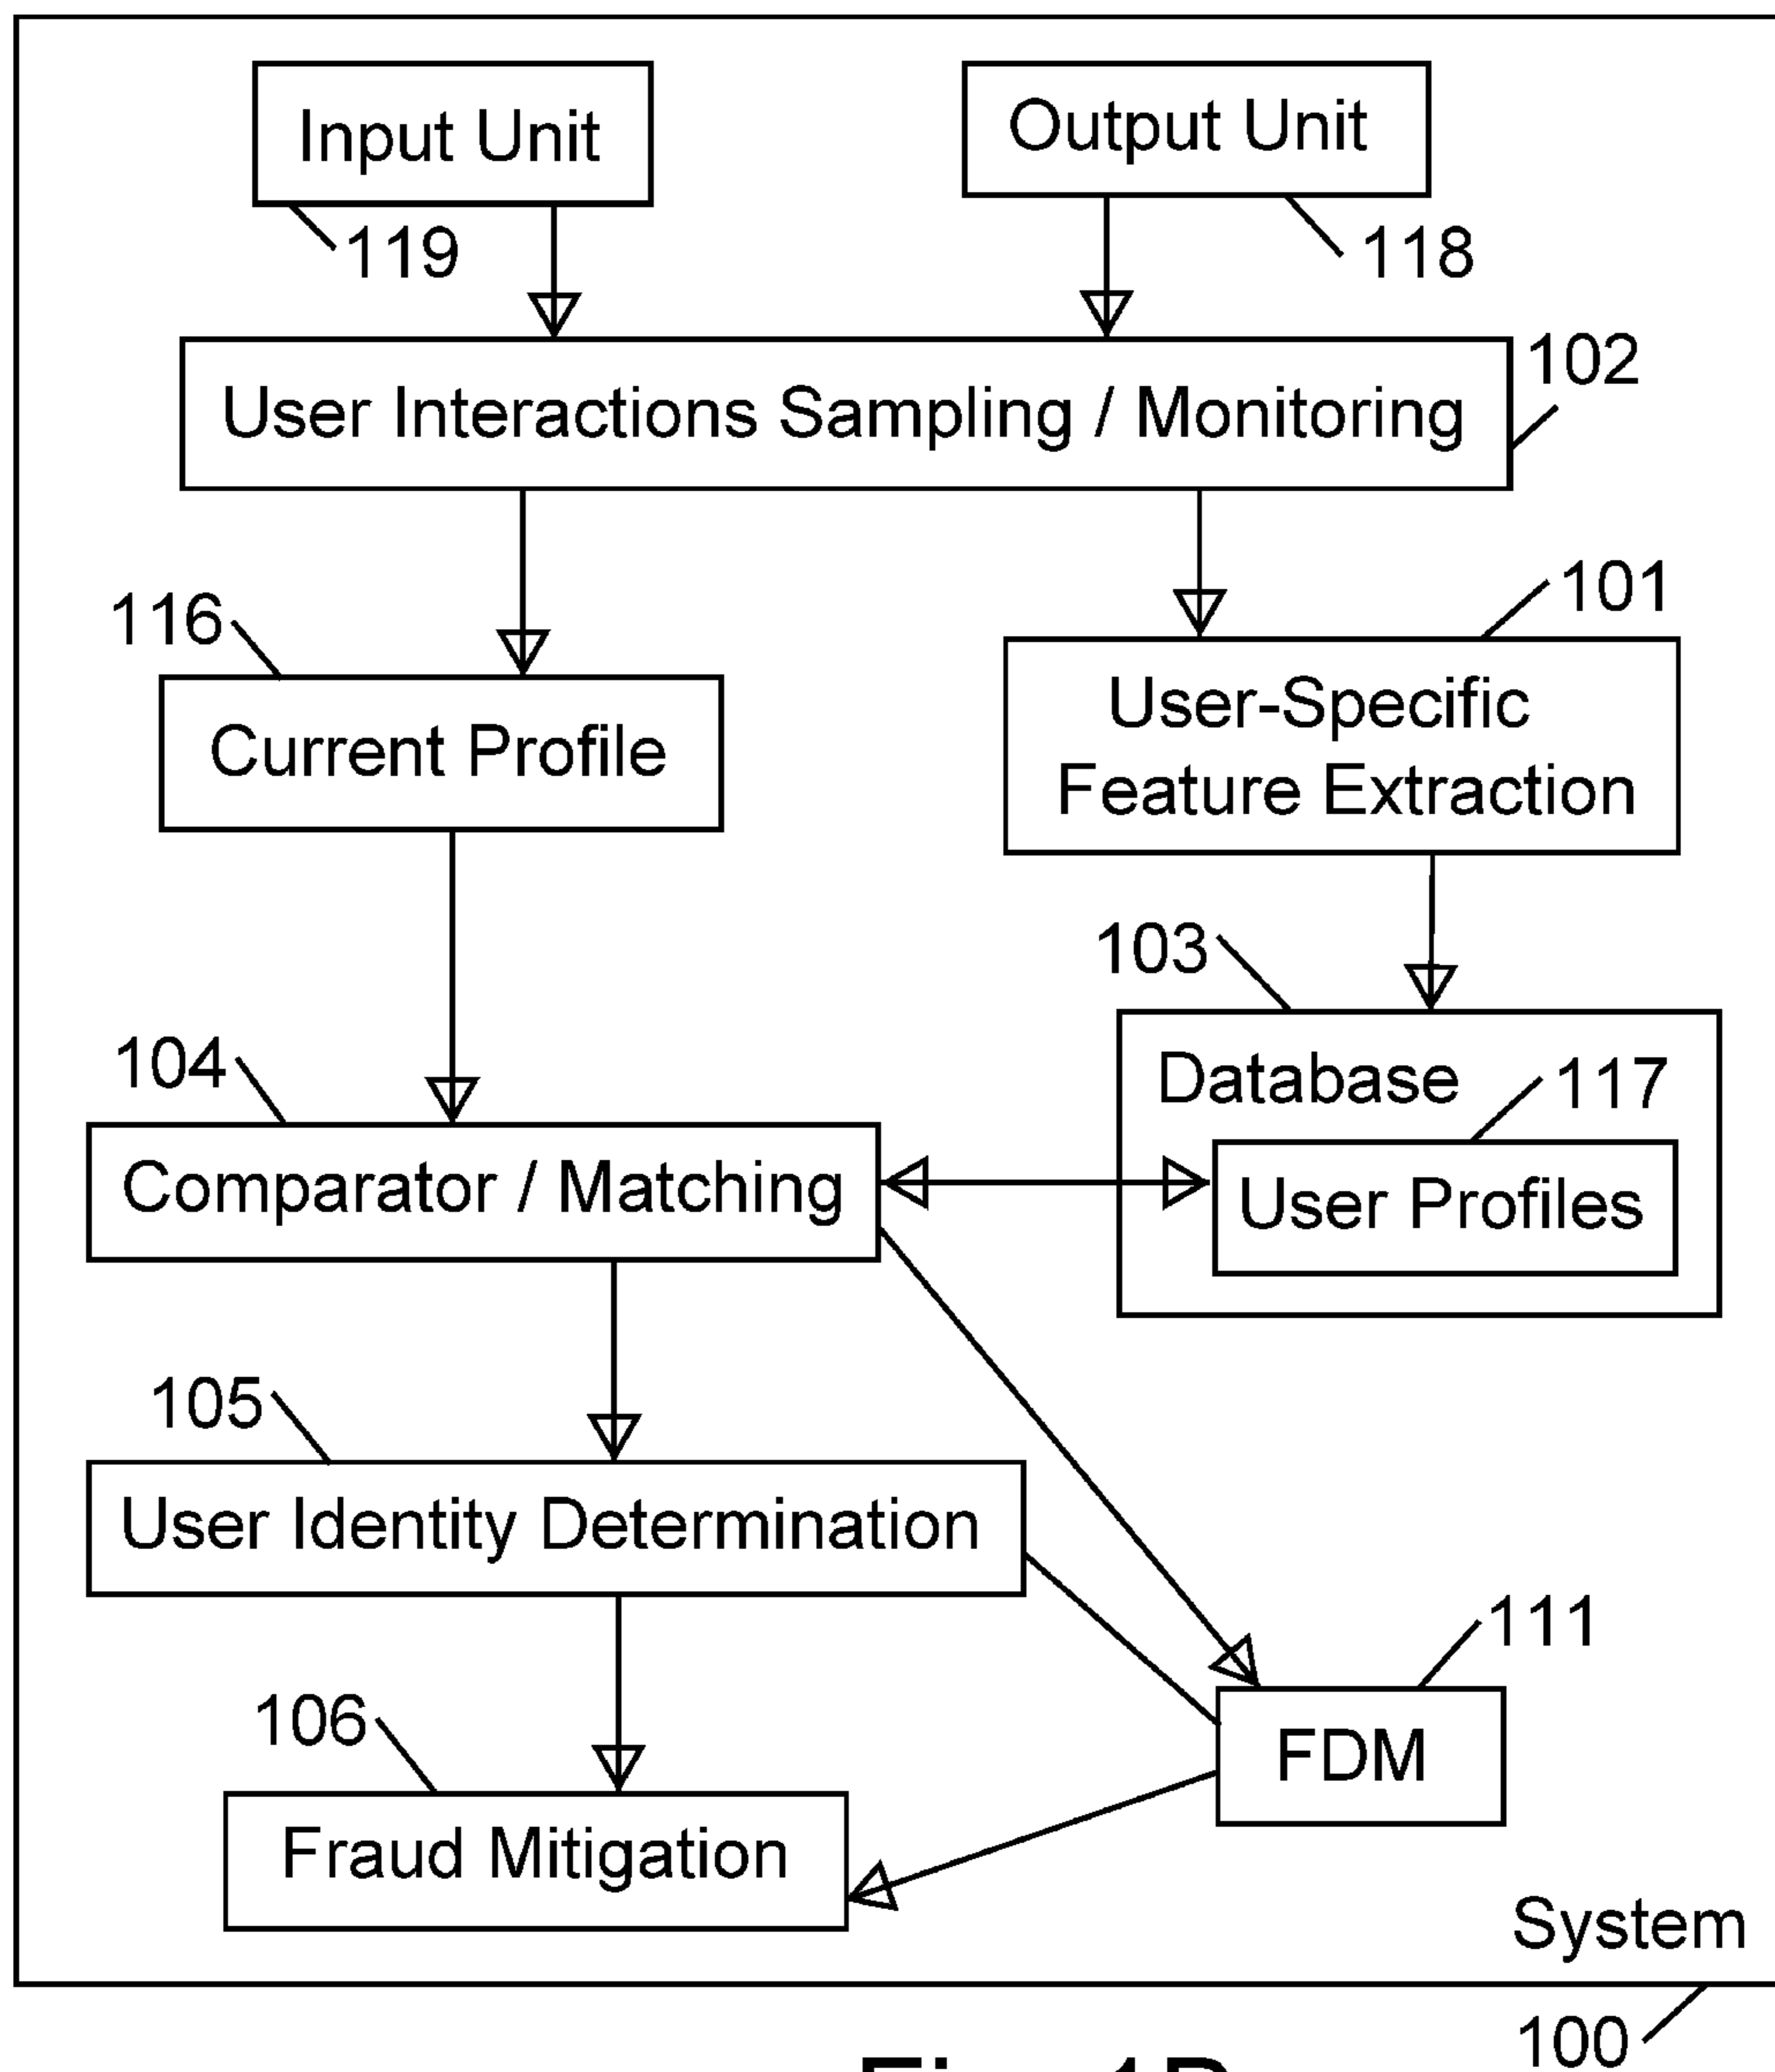 Input Unit
Output Unit
119
118
102
User Interactions Sampling / Monitoring
101
116
User-Specific
Feature Extraction
Current Profile
103
104
Database
117
Comparator / Matching
User Profiles
105
User Identity Determination
111
106
FDM
Fraud Mitigation
System
100